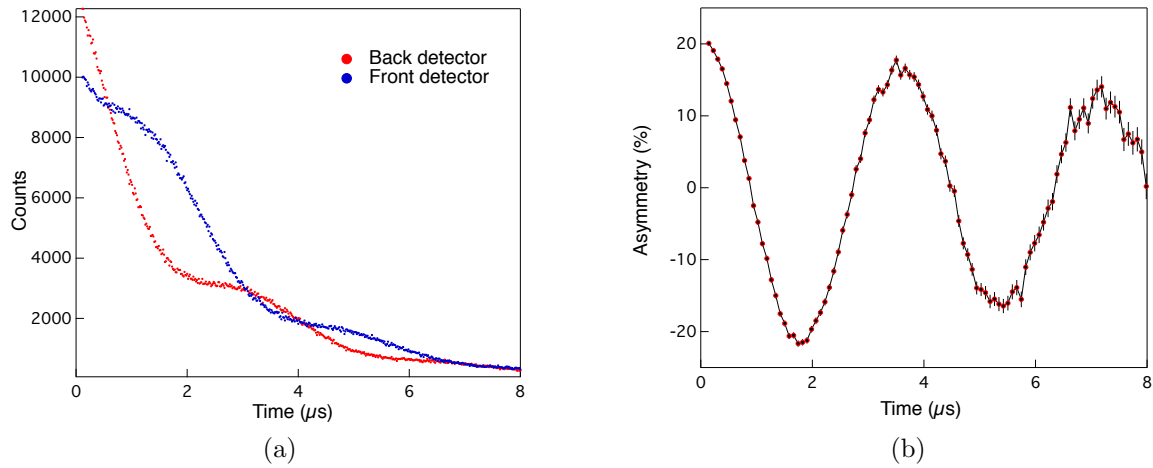 12000
10000
8000
6000
4000
2000
Counts
Back detector
Front detector
0
2
4
6
8
Time (µs)
(a)
20
10
0
-10
-20
Asymmetry (%)
0
2
4
6
8
Time (µs)
(b)